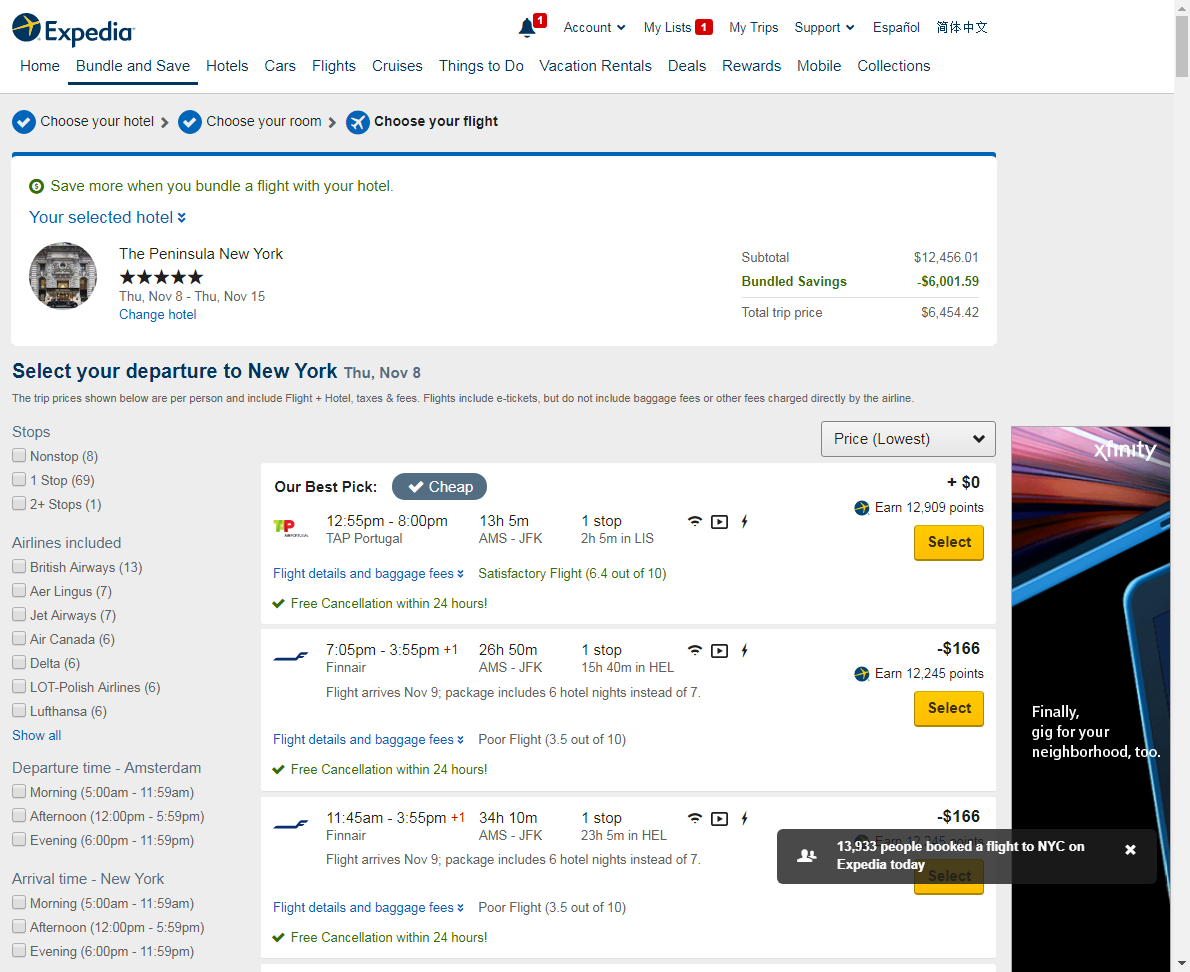 Expedia
1
Account
My Lists 1
My Trips
Support
Español
简体中文
Home
Bundle and Save
Hotels
Cars
Flights
Cruises
Things to Do
Vacation Rentals
Deals
Rewards
Mobile
Collections
Choose your hotel
Choose your room
Choose your flight
Save more when you bundle a flight with your hotel.
Your selected hotel
The Peninsula New York
Thu, Nov 8 - Thu, Nov 15
Change hotel
Subtotal $12,456.01
Bundled Savings -$6,001.59
Total trip price $6,454.42
Select your departure to New York Thu, Nov 8
The trip prices shown below are per person and include Flight + Hotel, taxes & fees. Flights include e-tickets, but do not include baggage fees or other fees charged directly by the airline.
Stops
Nonstop (8)
1 Stop (69)
2+ Stops (1)
Airlines included
British Airways (13)
Aer Lingus (7)
Jet Airways (7)
Air Canada (6)
Delta (6)
LOT-Polish Airlines (6)
Lufthansa (6)
Show all
Departure time - Amsterdam
Morning (5:00am - 11:59am)
Afternoon (12:00pm - 5:59pm)
Evening (6:00pm - 11:59pm)
Arrival time - New York
Morning (5:00am - 11:59am)
Afternoon (12:00pm - 5:59pm)
Evening (6:00pm - 11:59pm)
Price (Lowest)
Our Best Pick: Cheap
+ $0
TAP
12:55pm - 8:00pm 13h 5m 1 stop
Earn 12,909 points
TAP Portugal AMS - JFK 2h 5m in LIS
Select
Flight details and baggage fees Satisfactory Flight (6.4 out of 10)
Free Cancellation within 24 hours!
7:05pm - 3:55pm +1 26h 50m 1 stop
-$166
Finnair AMS - JFK 15h 40m in HEL
Earn 12,245 points
Flight arrives Nov 9; package includes 6 hotel nights instead of 7.
Select
Flight details and baggage fees Poor Flight (3.5 out of 10)
Free Cancellation within 24 hours!
11:45am - 3:55pm +1 34h 10m 1 stop
-$166
Finnair AMS - JFK 23h 5m in HEL
Earn 12,245 points
Flight arrives Nov 9; package includes 6 hotel nights instead of 7.
Select
Flight details and baggage fees Poor Flight (3.5 out of 10)
Free Cancellation within 24 hours!
13,933 people booked a flight to NYC on
Expedia today
xfinity
Finally,
gig for your
neighborhood, too.